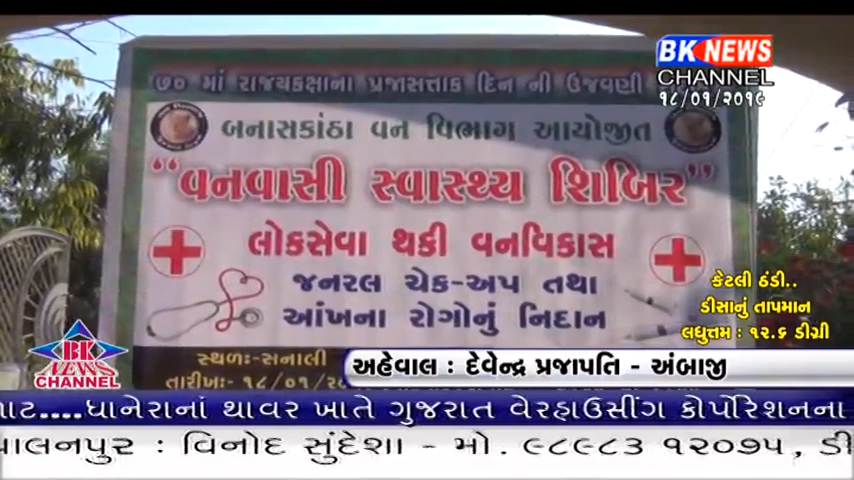 BK NEWS
CHANNEL
૧૮/૦૧/૨૦૧૯
૭૦ માં રાજ્યકક્ષાના પ્રજાસત્તાક દિન ની ઉજવણી
બનાસકાંઠા વન વિભાગ આયોજીત
"વનવાસી સ્વાસ્થ્ય શિબિર"
લોકસેવા થકી વનવિકાસ
જનરલ ચેક-અપ તથા
આંખના રોગોનું નિદાન
કેટલી ઠંડી..
ડીસાનું તાપમાન
લઘુત્તમ : ૧૨.૬ ડીગ્રી
સ્થળઃ-સનાલી
તારીખઃ- ૧૮/૦૧/૨૦
BK
NEWS
CHANNEL
અહેવાલ : દેવેન્દ્ર પ્રજાપતિ - અંબાજી
ાટ....ધાનેરાનાં થાવર ખાતે ગુજરાત વેરહાઉસીંગ કોર્પોરેશનના
ાલનપુર : વિનોદ સુંદેશા - મો. ૯૮૯૮૩ ૧૨૦૭૫, ડી